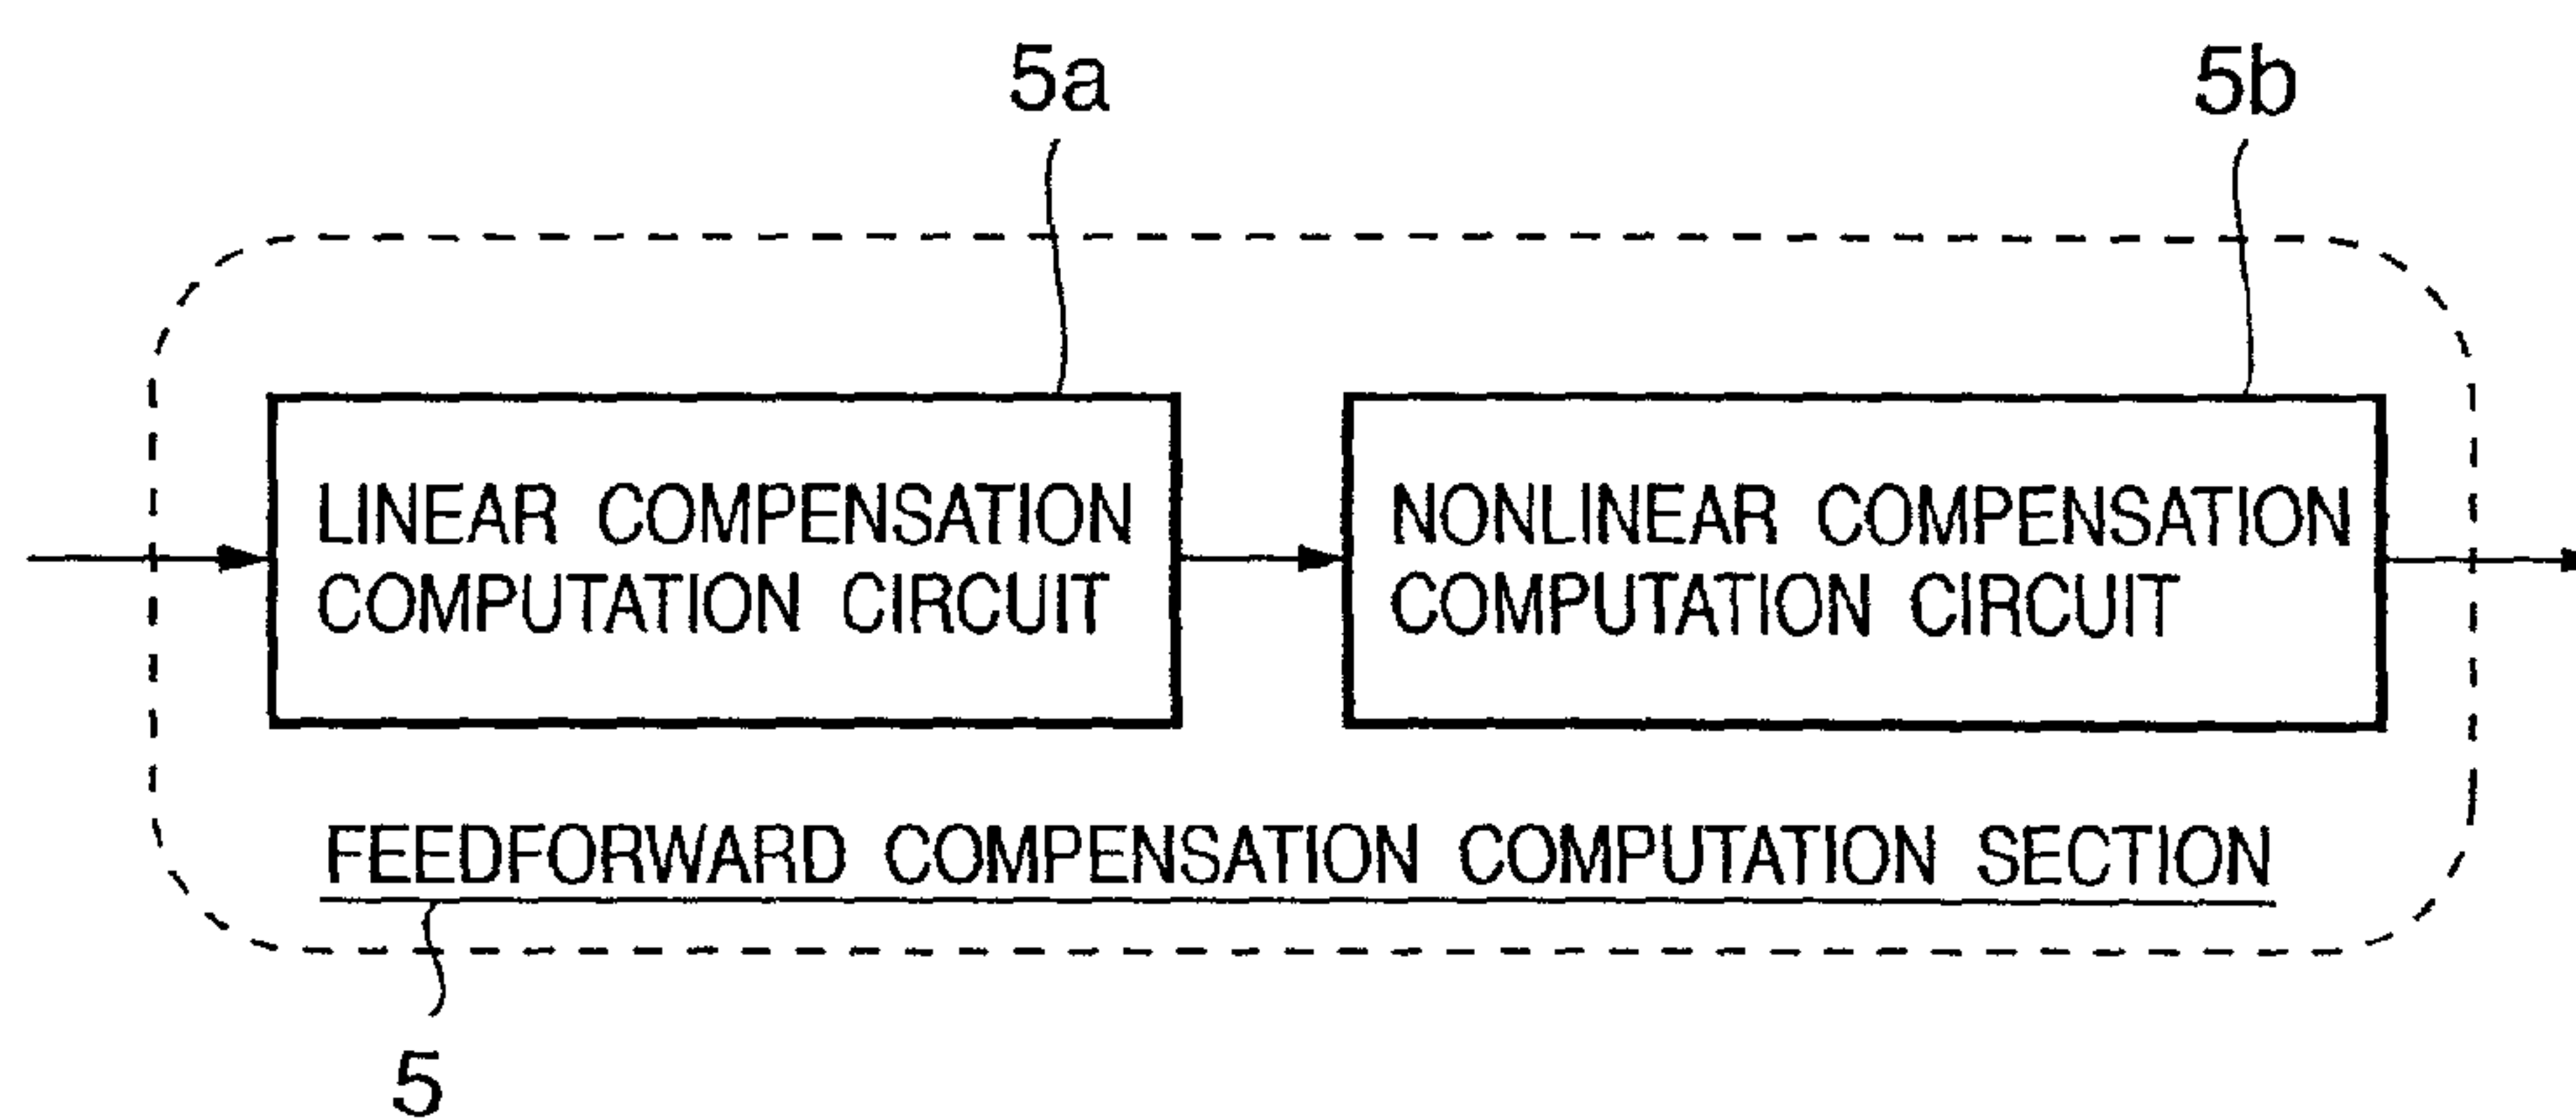 5a
5b
LINEAR COMPENSATION
COMPUTATION CIRCUIT
NONLINEAR COMPENSATION
COMPUTATION CIRCUIT
FEEDFORWARD COMPENSATION COMPUTATION SECTION
5